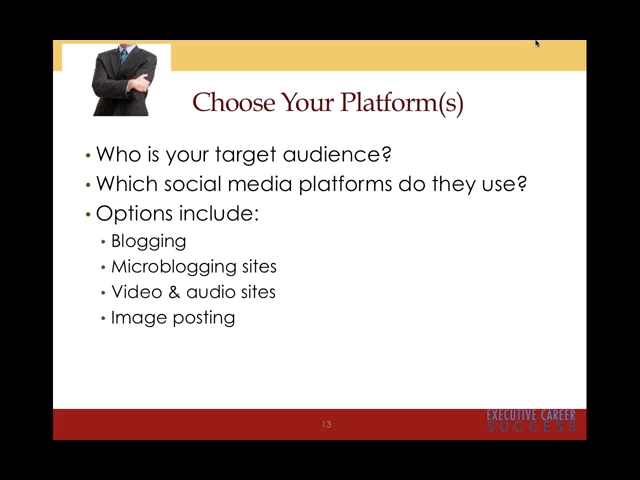 Choose Your Platform(s)
• Who is your target audience?
• Which social media platforms do they use?
• Options include:
• Blogging
• Microblogging sites
• Video & audio sites
• Image posting
13
EXECUTIVE CAREER
SUCCESS